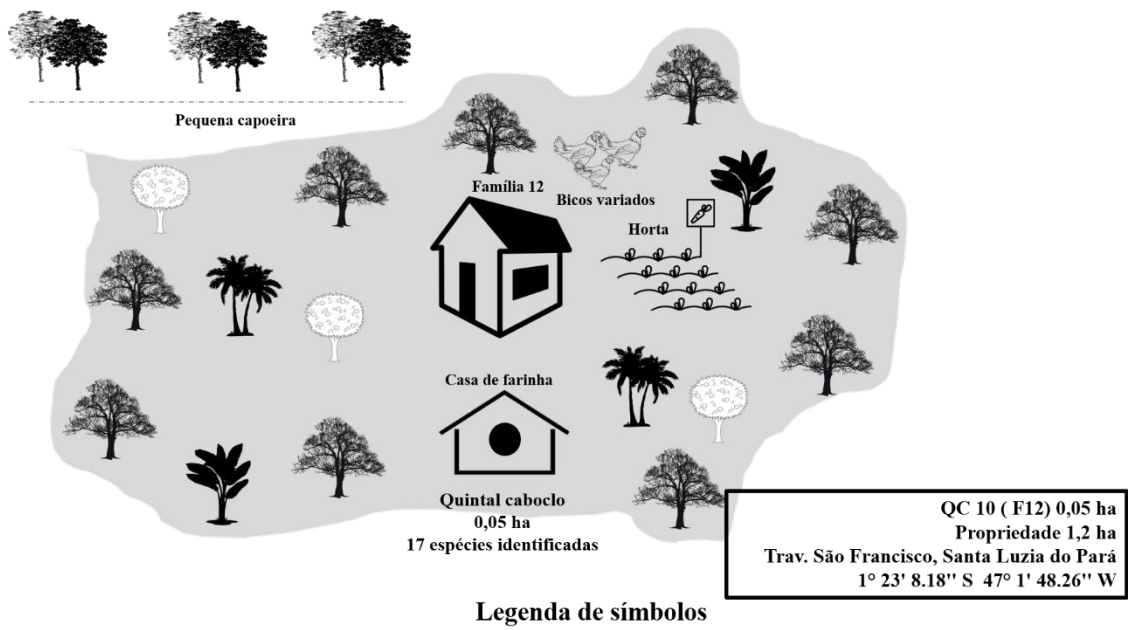 Pequena capoeira
Família 12
Bicos variados
Horta
Casa de farinha
Quintal caboclo
0,05 ha
17 espécies identificadas
QC 10 ( F12) 0,05 ha
Propriedade 1,2 ha
Trav. São Francisco, Santa Luzia do Pará
1° 23' 8.18'' S 47° 1' 48.26'' W
Legenda de símbolos